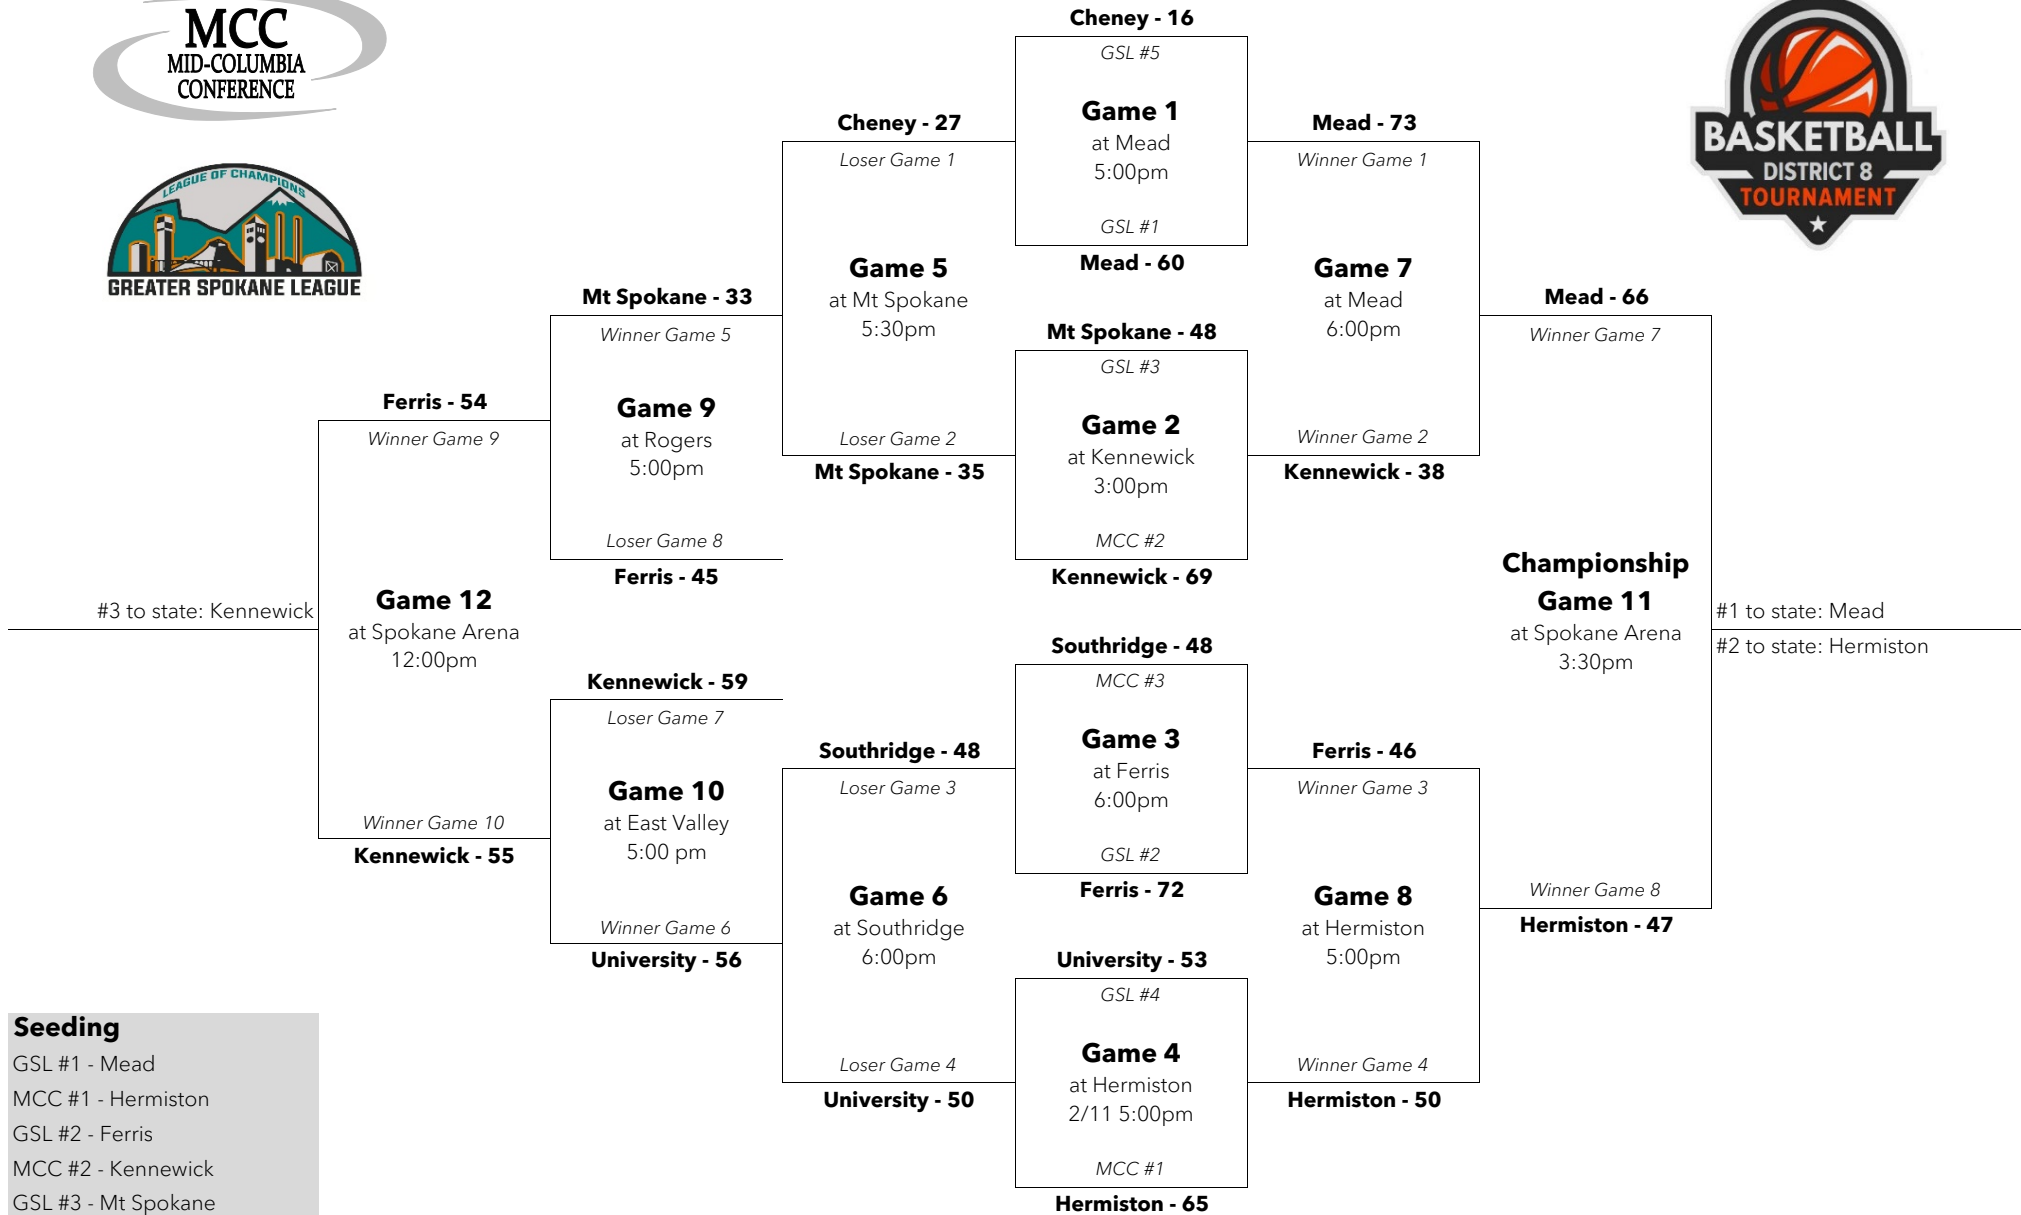 MCC
MID-COLUMBIA
CONFERENCE
LEAGUE OF CHAMPIONS
GREATER SPOKANE LEAGUE
BASKETBALL
DISTRICT 8
TOURNAMENT
Cheney - 16
GSL #5
Game 1
at Mead
5:00pm
GSL #1
Mead - 60
Mt Spokane - 48
GSL #3
Game 2
at Kennewick
3:00pm
MCC #2
Kennewick - 69
Southridge - 48
MCC #3
Game 3
at Ferris
6:00pm
GSL #2
Ferris - 72
University - 53
GSL #4
Game 4
at Hermiston
2/11 5:00pm
MCC #1
Hermiston - 65
Cheney - 27
Loser Game 1
Game 5
at Mt Spokane
5:30pm
Loser Game 2
Mt Spokane - 35
Southridge - 48
Loser Game 3
Game 6
at Southridge
6:00pm
Loser Game 4
University - 50
Mead - 73
Winner Game 1
Game 7
at Mead
6:00pm
Winner Game 2
Kennewick - 38
Ferris - 46
Winner Game 3
Game 8
at Hermiston
5:00pm
Winner Game 4
Hermiston - 50
Mt Spokane - 33
Winner Game 5
Game 9
at Rogers
5:00pm
Loser Game 8
Ferris - 45
Kennewick - 59
Loser Game 7
Game 10
at East Valley
5:00 pm
Winner Game 6
University - 56
Mead - 66
Winner Game 7
Championship
Game 11
at Spokane Arena
3:30pm
Winner Game 8
Hermiston - 47
#1 to state: Mead
#2 to state: Hermiston
Ferris - 54
Winner Game 9
Game 12
at Spokane Arena
12:00pm
Winner Game 10
Kennewick - 55
#3 to state: Kennewick
Seeding
GSL #1 - Mead
MCC #1 - Hermiston
GSL #2 - Ferris
MCC #2 - Kennewick
GSL #3 - Mt Spokane